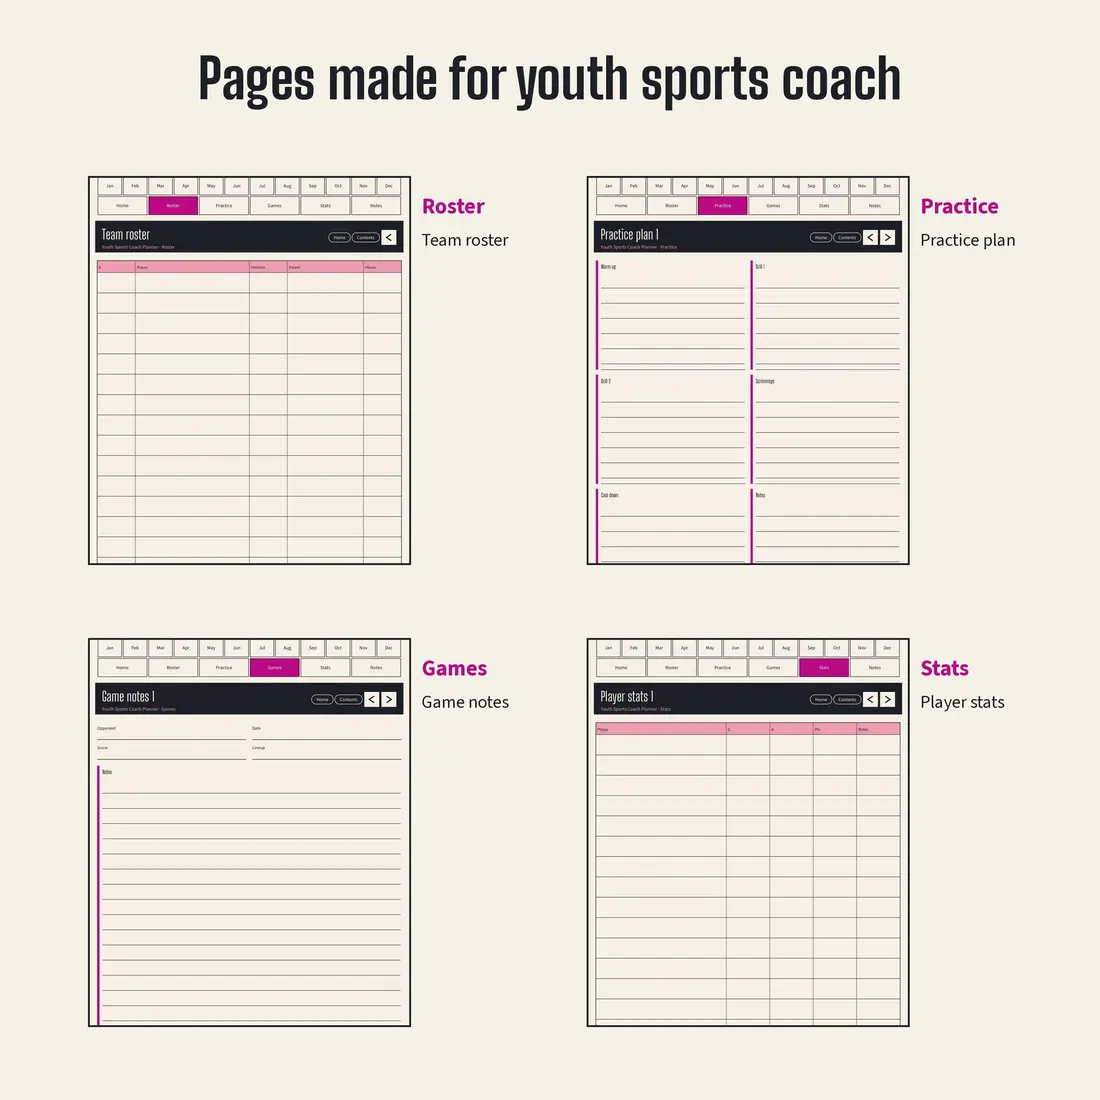 Pages made for youth sports coach
Jan Feb Mar Apr May Jun Jul Aug Sep Oct Nov Dec
Home Roster Practice Games Stats Notes
Team roster
Youth Sports Coach Planner · Roster
Home Contents <
# Player Position Parent Phone
Roster
Team roster
Jan Feb Mar Apr May Jun Jul Aug Sep Oct Nov Dec
Home Roster Practice Games Stats Notes
Practice plan 1
Youth Sports Coach Planner · Practice
Home Contents < >
Warm up Drill 1
Drill 2 Scrimmage
Cool down Notes
Practice
Practice plan
Jan Feb Mar Apr May Jun Jul Aug Sep Oct Nov Dec
Home Roster Practice Games Stats Notes
Game notes 1
Youth Sports Coach Planner · Games
Home Contents < >
Opponent Date
Score Lineup
Notes
Games
Game notes
Jan Feb Mar Apr May Jun Jul Aug Sep Oct Nov Dec
Home Roster Practice Games Stats Notes
Player stats 1
Youth Sports Coach Planner · Stats
Home Contents < >
Player G A Pts Notes
Stats
Player stats